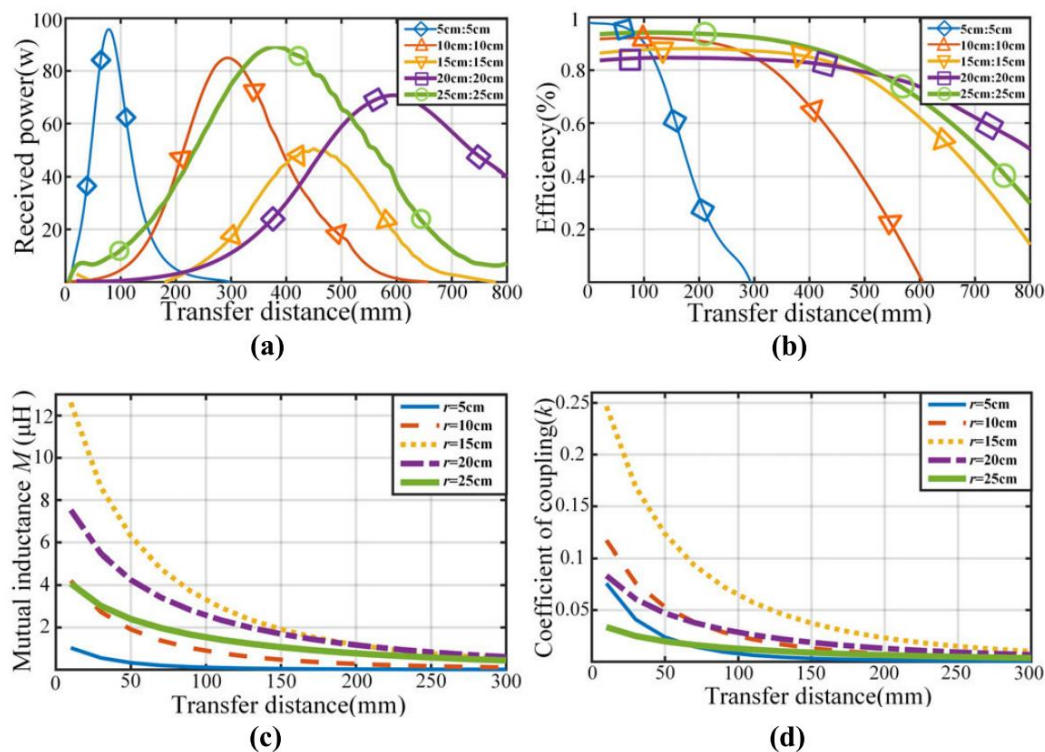 Received power(w)
100
80
60
40
20
0
100
200
300
400
500
600
700
800
Transfer distance(mm)
5cm:5cm
10cm:10cm
15cm:15cm
20cm:20cm
25cm:25cm
(a)
Efficiency(%)
1
0.8
0.6
0.4
0.2
0
100
200
300
400
500
600
700
800
Transfer distance(mm)
5cm:5cm
10cm:10cm
15cm:15cm
20cm:20cm
25cm:25cm
(b)
Mutual inductance M (μH )
12
10
8
6
4
2
0
50
100
150
200
250
300
Transfer distance(mm)
r=5cm
r=10cm
r=15cm
r=20cm
r=25cm
(c)
Coefficient of coupling(k)
0.25
0.2
0.15
0.1
0.05
0
50
100
150
200
250
300
Transfer distance(mm)
r=5cm
r=10cm
r=15cm
r=20cm
r=25cm
(d)